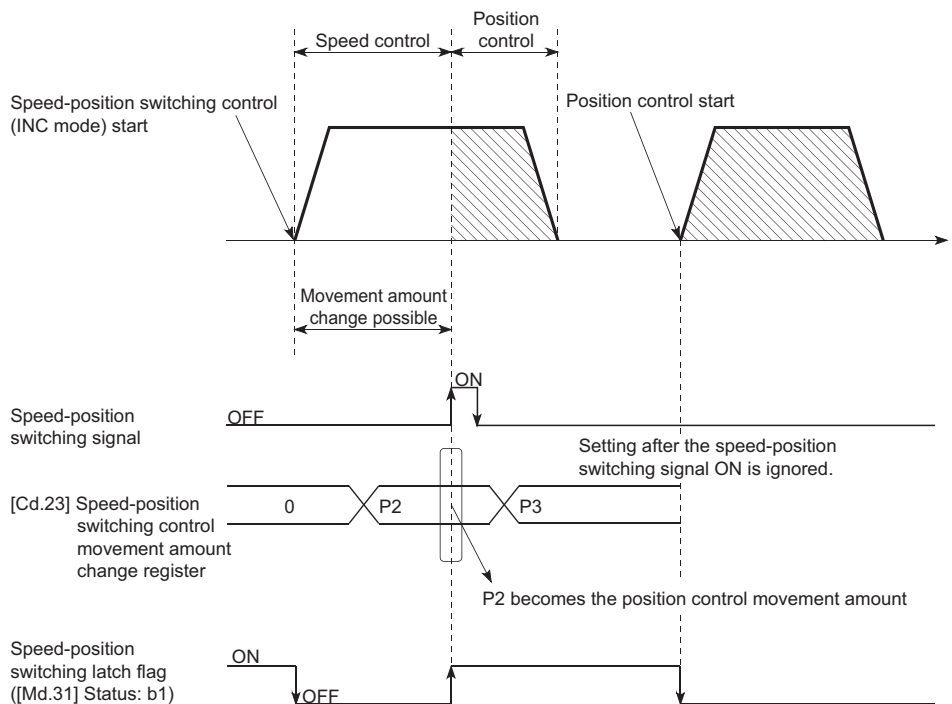 Position
control
Speed control
Speed-position switching control
(INC mode) start
Position control start
Movement amount
change possible
ON
Speed-position
switching signal
OFF
Setting after the speed-position
switching signal ON is ignored.
[Cd.23] Speed-position
switching control
movement amount
change register
0
P2
P3
P2 becomes the position control movement amount
Speed-position
switching latch flag
([Md.31] Status: b1)
ON
OFF